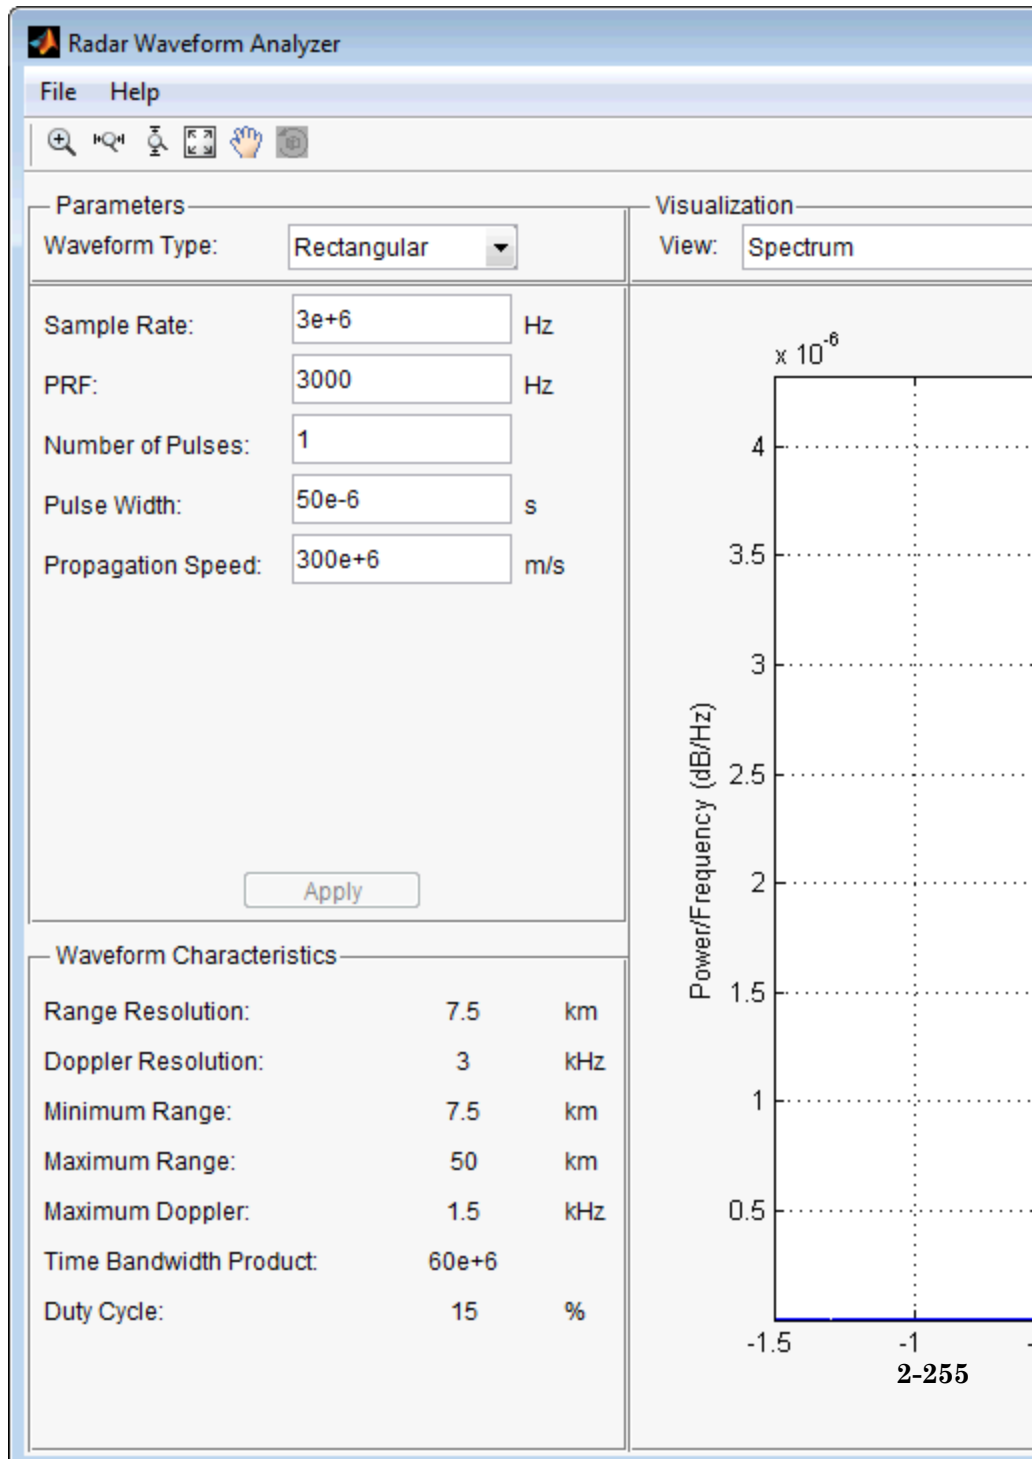 Radar Waveform Analyzer
File Help
Parameters
Waveform Type: Rectangular
Sample Rate: 3e+6 Hz
PRF: 3000 Hz
Number of Pulses: 1
Pulse Width: 50e-6 s
Propagation Speed: 300e+6 m/s
Apply
Waveform Characteristics
Range Resolution: 7.5 km
Doppler Resolution: 3 kHz
Minimum Range: 7.5 km
Maximum Range: 50 km
Maximum Doppler: 1.5 kHz
Time Bandwidth Product: 60e+6
Duty Cycle: 15 %
Visualization
View: Spectrum
x 10^-6
4
3.5
3
2.5
2
1.5
1
0.5
Power/Frequency (dB/Hz)
-1.5 -1
2-255